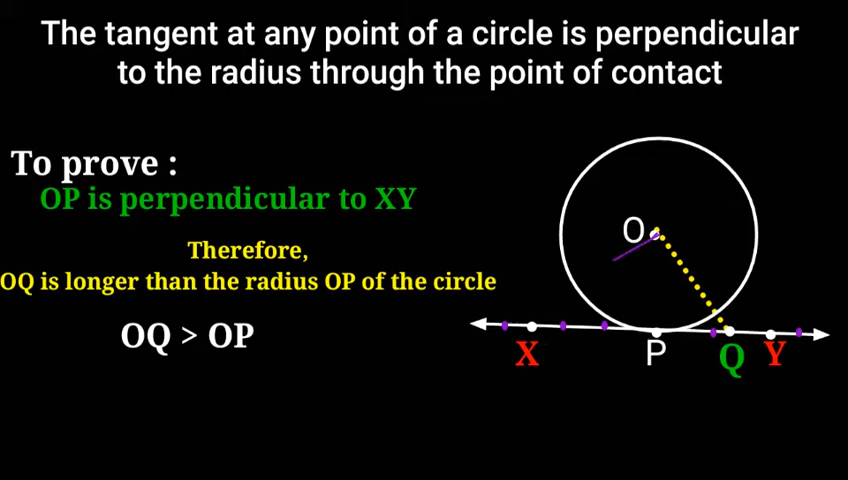 The tangent at any point of a circle is perpendicular
to the radius through the point of contact
To prove :
OP is perpendicular to XY
Therefore,
OQ is longer than the radius OP of the circle
OQ > OP
O
X
P
Q
Y